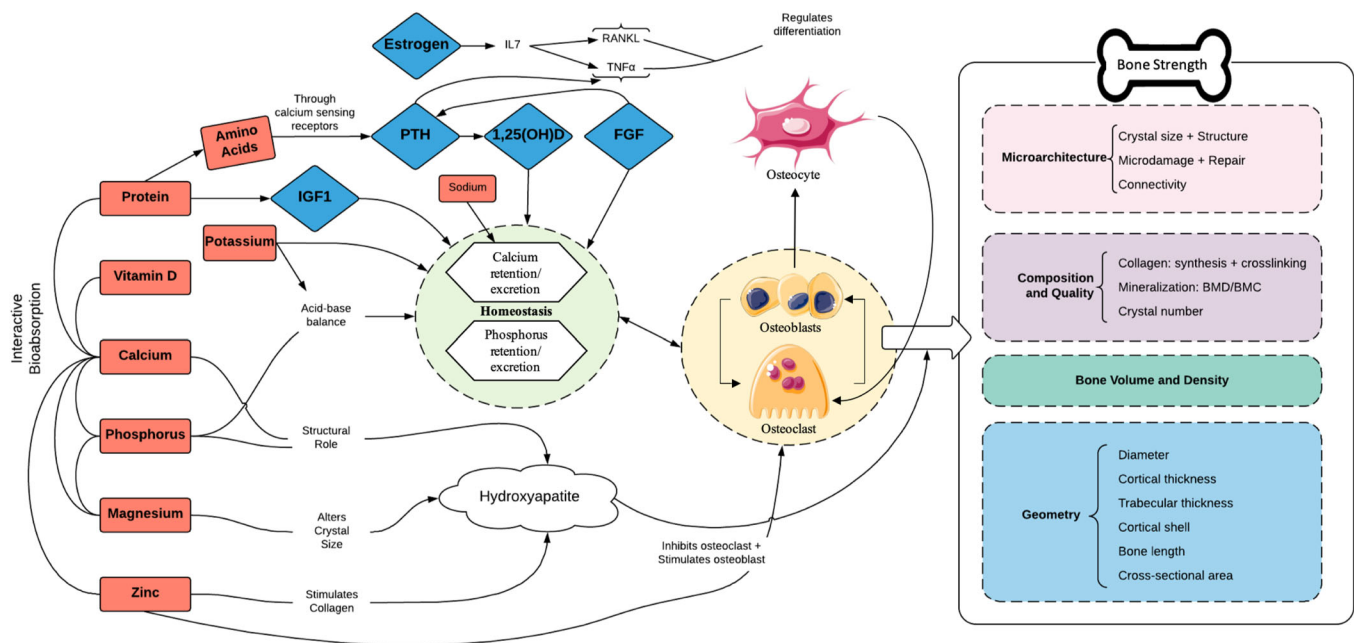 Estrogen
IL7
RANKL
TNFα
Regulates
differentiation
Through
calcium sensing
receptors
Amino
Acids
PTH
1,25(OH)D
FGF
Protein
IGF1
Sodium
Potassium
Vitamin D
Acid-base
balance
Interactive
Bioabsorption
Calcium
Phosphorus
Magnesium
Zinc
Calcium
retention/
excretion
Homeostasis
Phosphorus
retention/
excretion
Structural
Role
Alters
Crystal
Size
Stimulates
Collagen
Hydroxyapatite
Osteocyte
Osteoblasts
Osteoclast
Inhibits osteoclast +
Stimulates osteoblast
Bone Strength
Microarchitecture
Crystal size + Structure
Microdamage + Repair
Connectivity
Composition
and Quality
Collagen: synthesis + crosslinking
Mineralization: BMD/BMC
Crystal number
Bone Volume and Density
Geometry
Diameter
Cortical thickness
Trabecular thickness
Cortical shell
Bone length
Cross-sectional area